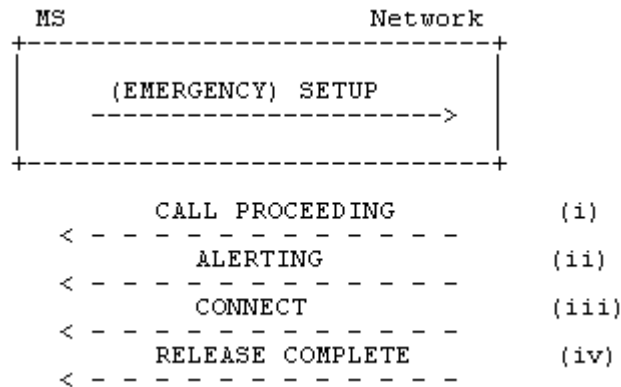 MS Network
(EMERGENCY) SETUP
CALL PROCEEDING (i)
ALERTING (ii)
CONNECT (iii)
RELEASE COMPLETE (iv)